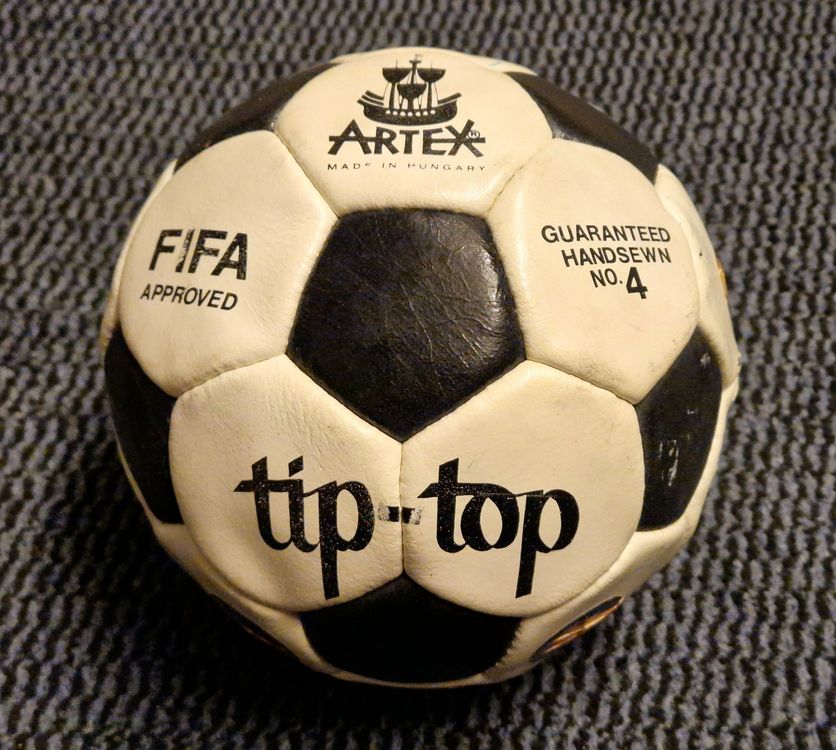 ARTEX®
MADE IN HUNGARY
FIFA
APPROVED
GUARANTEED
HANDSEWN
NO. 4
tip-top